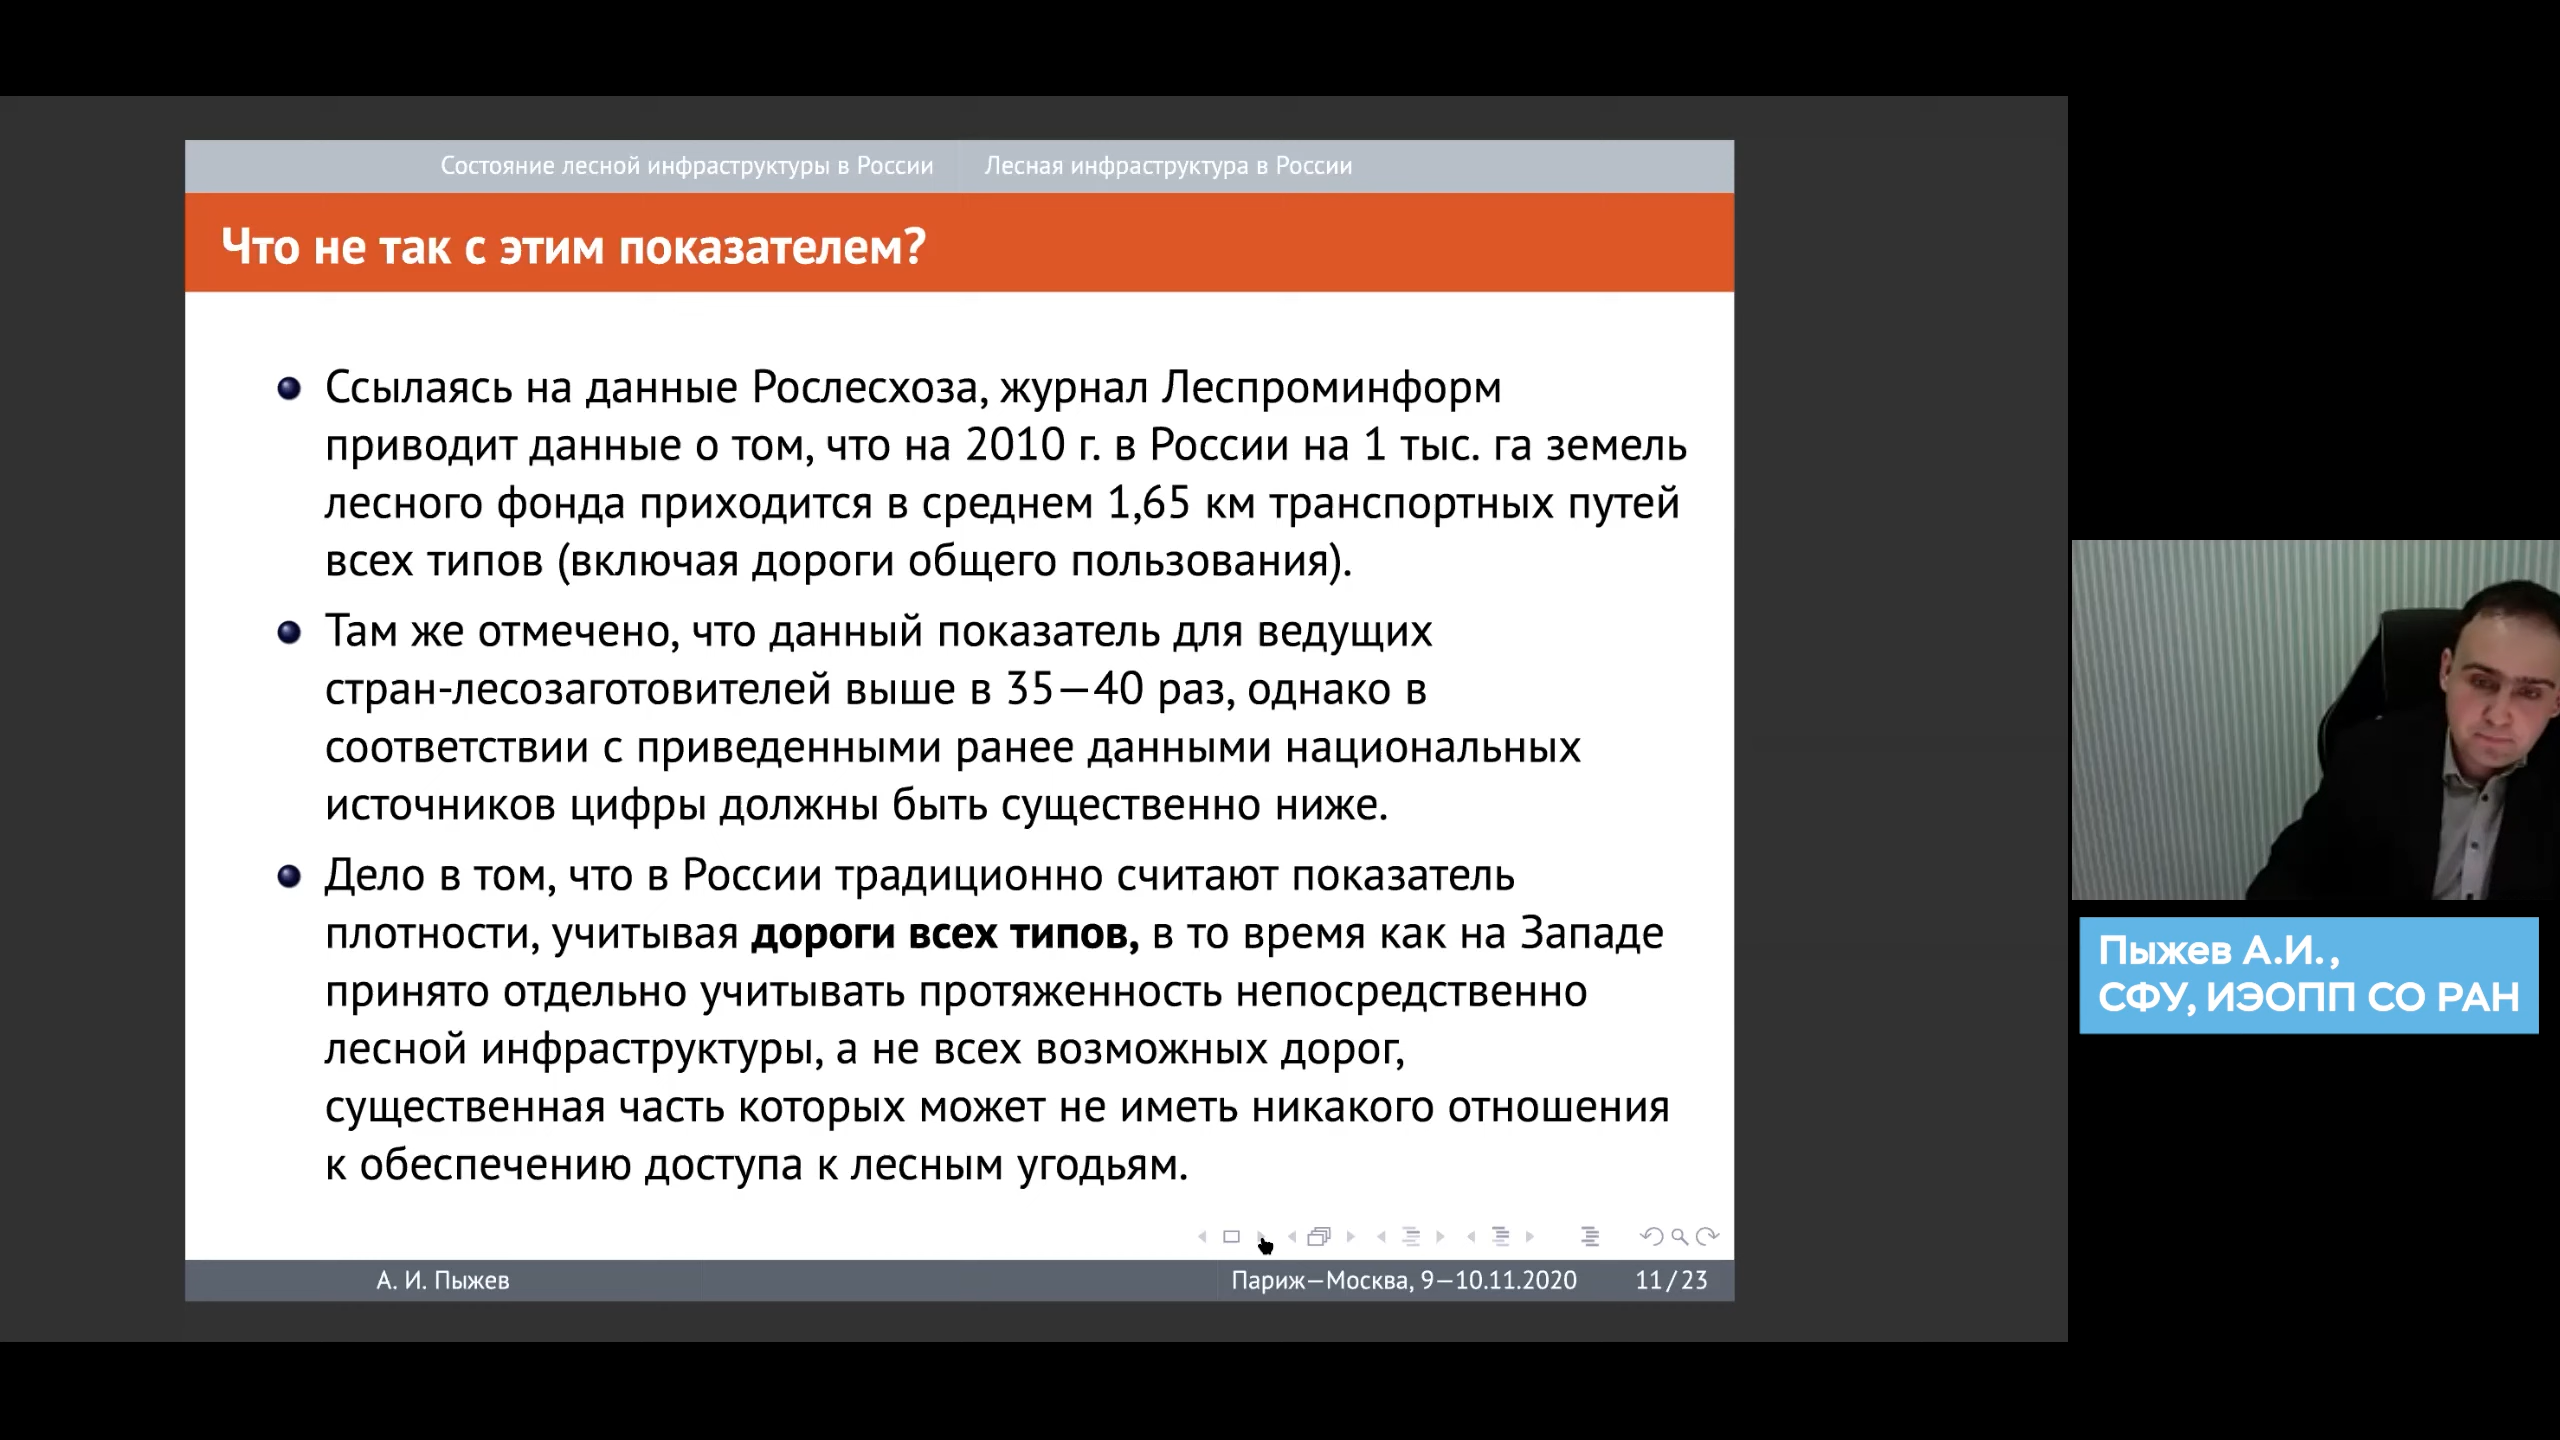 Состояние лесной инфраструктуры в России Лесная инфраструктура в России
Что не так с этим показателем?
Ссылаясь на данные Рослесхоза, журнал Леспроминформ
приводит данные о том, что на 2010 г. в России на 1 тыс. га земель
лесного фонда приходится в среднем 1,65 км транспортных путей
всех типов (включая дороги общего пользования).
Там же отмечено, что данный показатель для ведущих
стран-лесозаготовителей выше в 35—40 раз, однако в
соответствии с приведенными ранее данными национальных
источников цифры должны быть существенно ниже.
Дело в том, что в России традиционно считают показатель
плотности, учитывая дороги всех типов, в то время как на Западе
принято отдельно учитывать протяженность непосредственно
лесной инфраструктуры, а не всех возможных дорог,
существенная часть которых может не иметь никакого отношения
к обеспечению доступа к лесным угодьям.
А. И. Пыжев Париж—Москва, 9—10.11.2020 11/23
Пыжев А.И.,
СФУ, ИЭОПП СО РАН